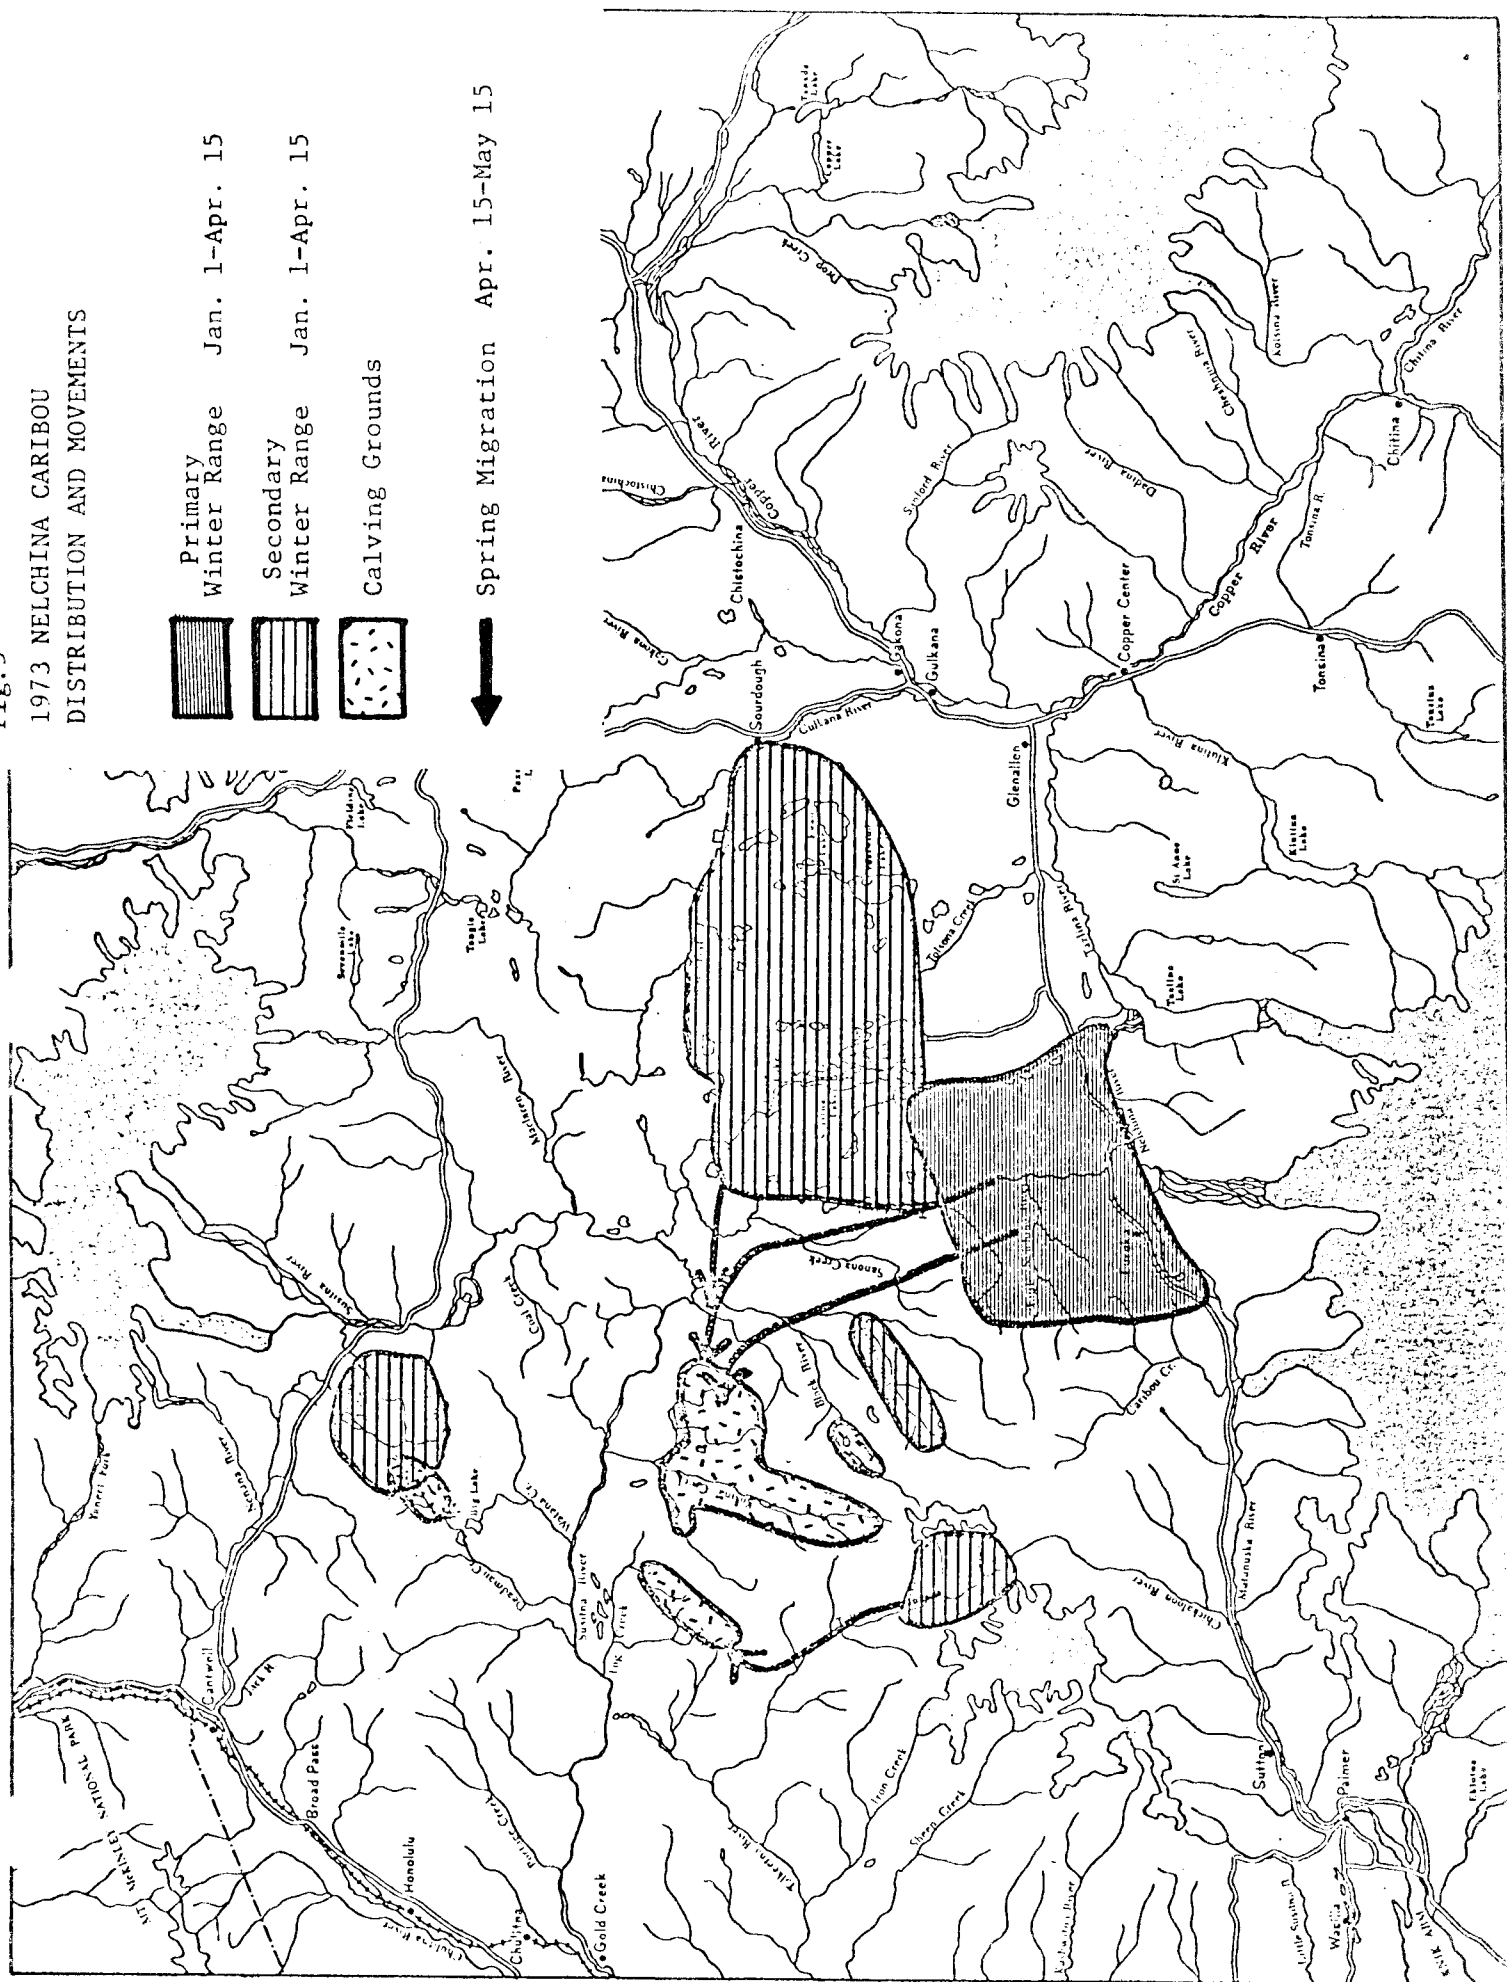 Fig. 5
1973 NELCHINA CARIBOU
DISTRIBUTION AND MOVEMENTS
Primary
Winter Range Jan. 1-Apr. 15
Secondary
Winter Range Jan. 1-Apr. 15
Calving Grounds
Spring Migration Apr. 15-May 15
MT. McKINLEY NATIONAL PARK
Cantwell
Jack R.
Broad Pass
Honolulu
Chulitna River
Chulitna
Gold Creek
Portage Creek
Yanert Fork
Nenana River
Susitna River
Deadman Cr.
Big Lake
Watana Cr.
Susitna River
Fog
Creek
Coal Creek
Maclaren River
Sevenmile
Lake
Fielding
Lake
Tangle
Lakes
Talkeetna River
Iron Creek
Sheep Creek
Kashwitna River
Little Susitna R.
Wasilla
KNIK ARM
Palmer
Sutton
Eklutna
Lake
Matanuska River
Chickaloon River
Caribou Cr.
Black River
Sanona Creek
Nelchina River
Tolsona Creek
Tazlina River
Tazlina
Lake
St Anne
Lake
Klutina
Lake
Klutina River
Glenallen
Sourdough
Gulkana River
Gakona River
Gakona
Gulkana
Chistochina
Chistochina
Copper
River
Copper Center
Copper River
Tonsina R.
Tonsina
Tonsina
Lake
Chitina
Chitina River
Kotsina River
Cheshnina River
Dadina River
Sanford River
Drop Creek
Copper
Lake
Tanada
Lake